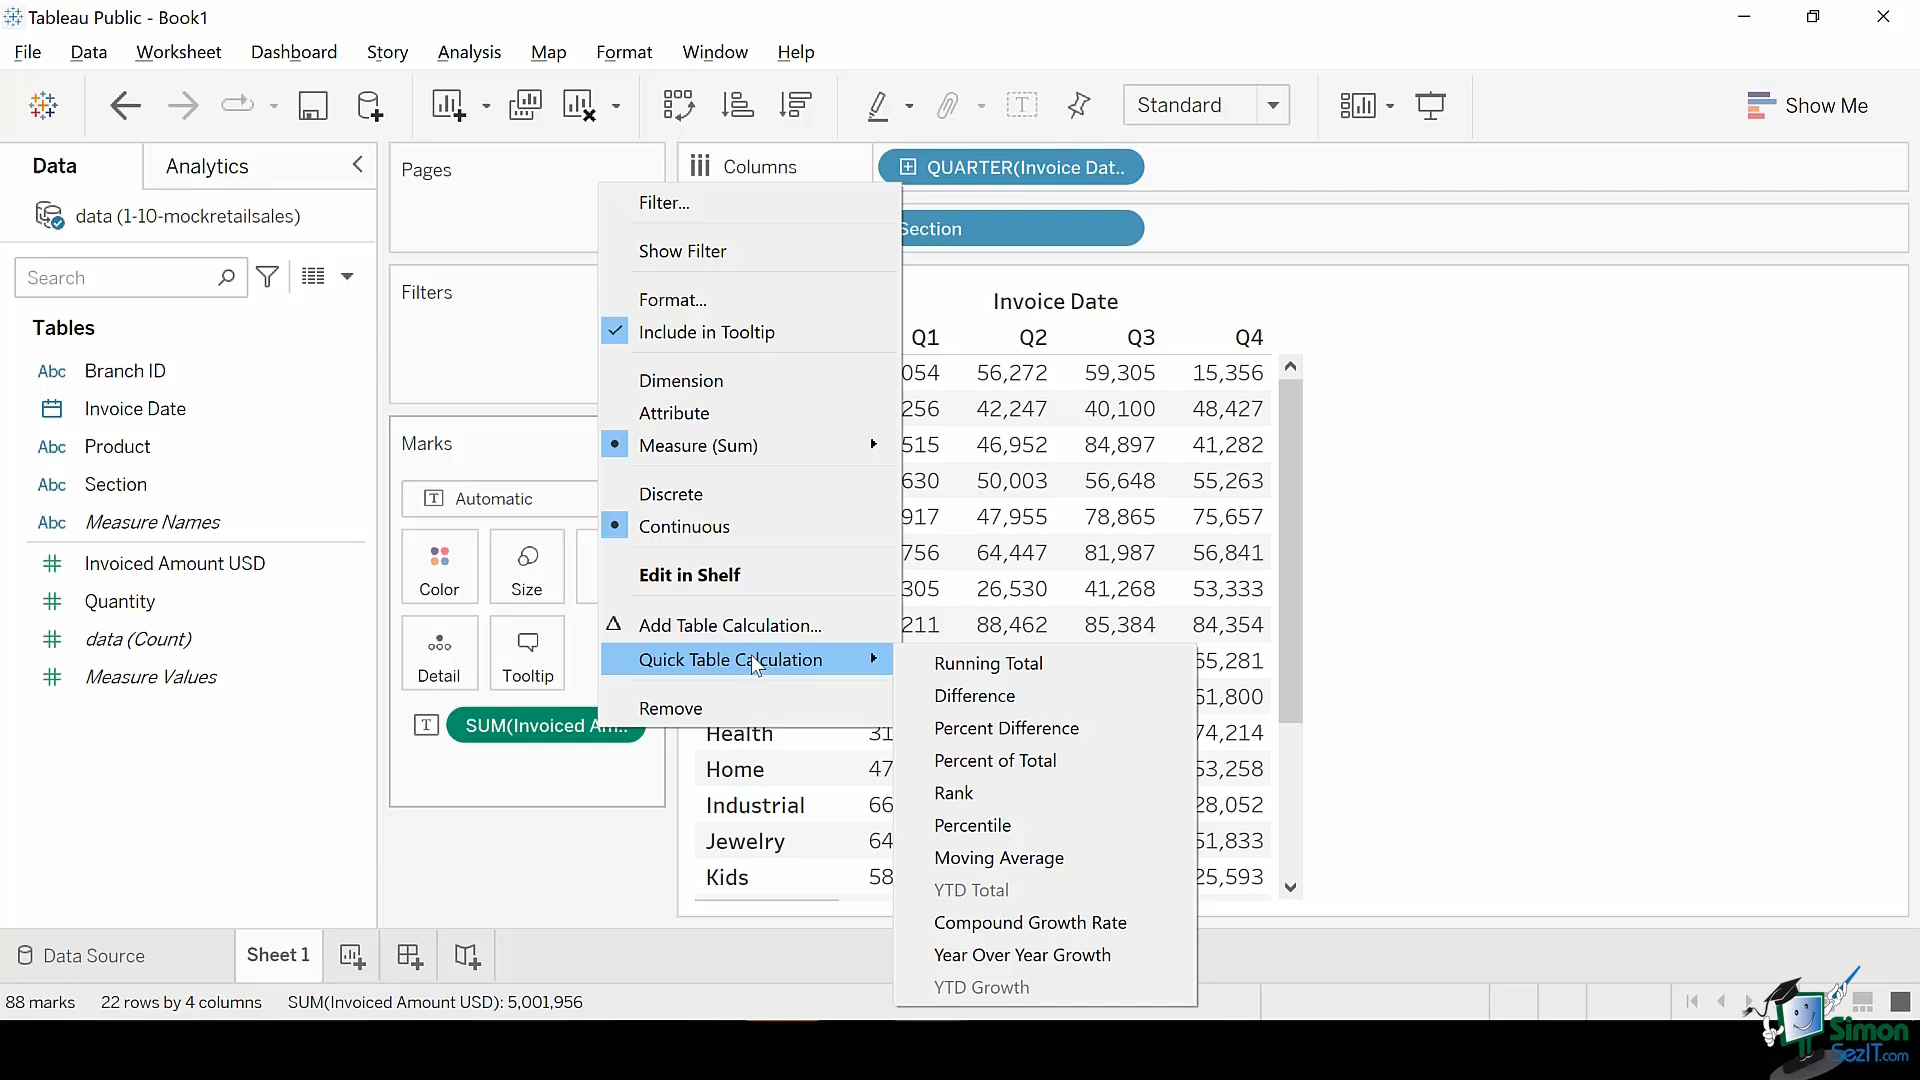 Tableau Public - Book1
File Data Worksheet Dashboard Story Analysis Map Format Window Help
Standard
Show Me
Data
Analytics
data (1-10-mockretailsales)
Search
Tables
Abc Branch ID
Invoice Date
Abc Product
Abc Section
Abc Measure Names
Invoiced Amount USD
Quantity
data (Count)
Measure Values
Pages
Filters
Marks
T Automatic
Color
Size
Detail
Tooltip
T SUM(Invoiced Am..
Columns
QUARTER(Invoice Dat..
Section
Filter...
Show Filter
Format...
Include in Tooltip
Dimension
Attribute
Measure (Sum)
Discrete
Continuous
Edit in Shelf
Add Table Calculation...
Quick Table Calculation
Remove
Running Total
Difference
Percent Difference
Percent of Total
Rank
Percentile
Moving Average
YTD Total
Compound Growth Rate
Year Over Year Growth
YTD Growth
Invoice Date
Q1 Q2 Q3 Q4
054 56,272 59,305 15,356
256 42,247 40,100 48,427
515 46,952 84,897 41,282
630 50,003 56,648 55,263
917 47,955 78,865 75,657
756 64,447 81,987 56,841
305 26,530 41,268 53,333
211 88,462 85,384 84,354
65,281
61,800
Health 31 74,214
Home 47 53,258
Industrial 66 28,052
Jewelry 64 51,833
Kids 58 25,593
Data Source
Sheet 1
88 marks 22 rows by 4 columns SUM(Invoiced Amount USD): 5,001,956
Simon
SezIT.com